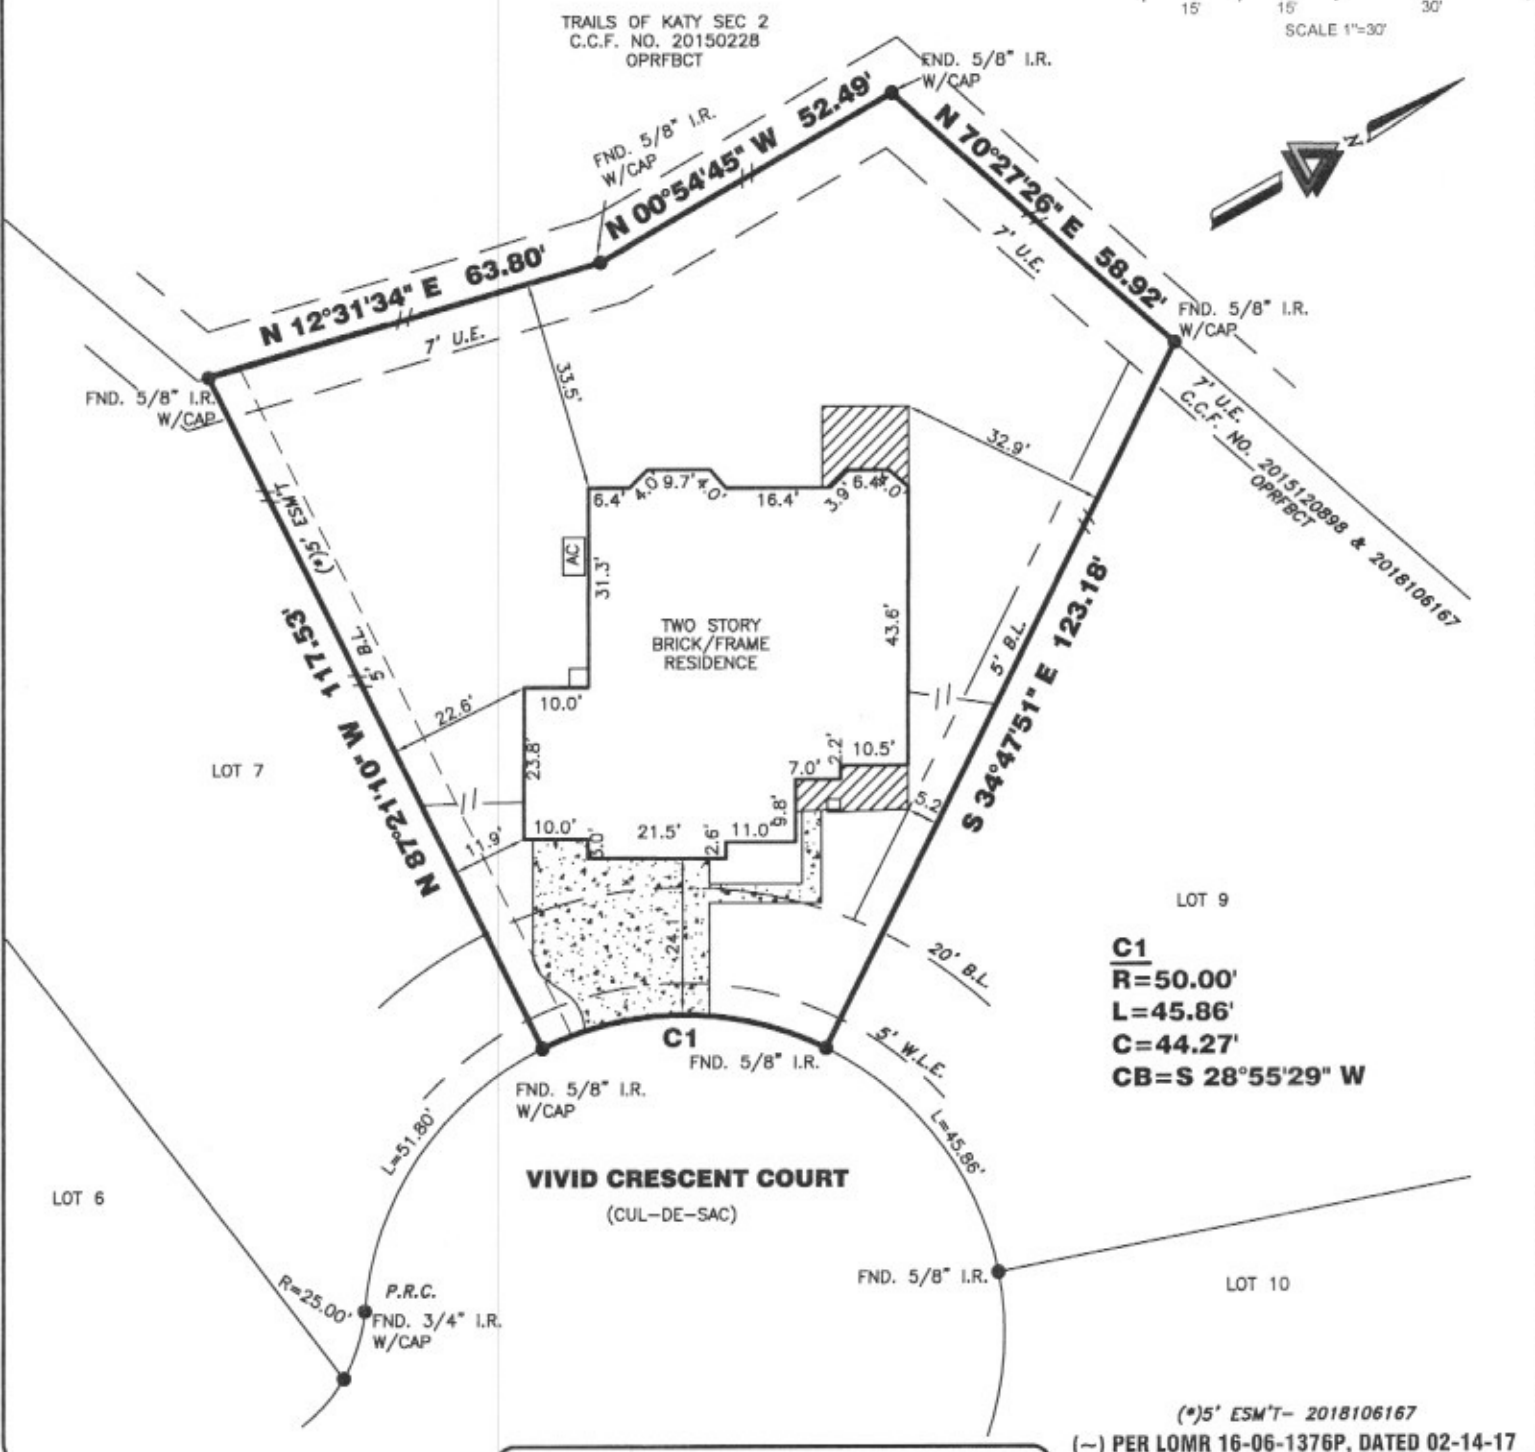 15' 15' 30'
SCALE 1"=30'
TRAILS OF KATY SEC 2
C.C.F. NO. 20150228
OPRFBCT
FND. 5/8" I.R.
W/CAP
N 00°54'45" W 52.49'
FND. 5/8" I.R.
W/CAP
N 70°27'26" E 58.92'
N
N 12°31'34" E 63.80'
7' U.E.
7' U.E.
FND. 5/8" I.R.
W/CAP
FND. 5/8" I.R.
W/CAP
7' U.E.
C.C.F. NO. 2015120898 & 2018106167
OPRFBCT
33.5'
32.9'
6.4'
4.0'
9.7'
4.0'
16.4'
3.9'
6.4'
4.0'
(*)5' ESM'T
AC
31.3'
43.6'
TWO STORY
BRICK/FRAME
RESIDENCE
5' B.L.
5' B.L.
N 87°21'10" W 117.53'
S 34°47'51" E 123.18'
22.6'
10.0'
23.8'
LOT 7
7.0'
2.2'
10.5'
9.8'
5.2'
11.9'
10.0'
3.0'
21.5'
2.6'
11.0'
24.1'
LOT 9
20' B.L.
C1
R=50.00'
L=45.86'
C=44.27'
CB=S 28°55'29" W
C1
FND. 5/8" I.R.
5' W.L.E.
FND. 5/8" I.R.
W/CAP
L=51.80'
L=45.86'
VIVID CRESCENT COURT
(CUL-DE-SAC)
LOT 6
FND. 5/8" I.R.
LOT 10
R=25.00'
P.R.C.
FND. 3/4" I.R.
W/CAP
(*)5' ESM'T- 2018106167
(~) PER LOMR 16-06-1376P, DATED 02-14-17